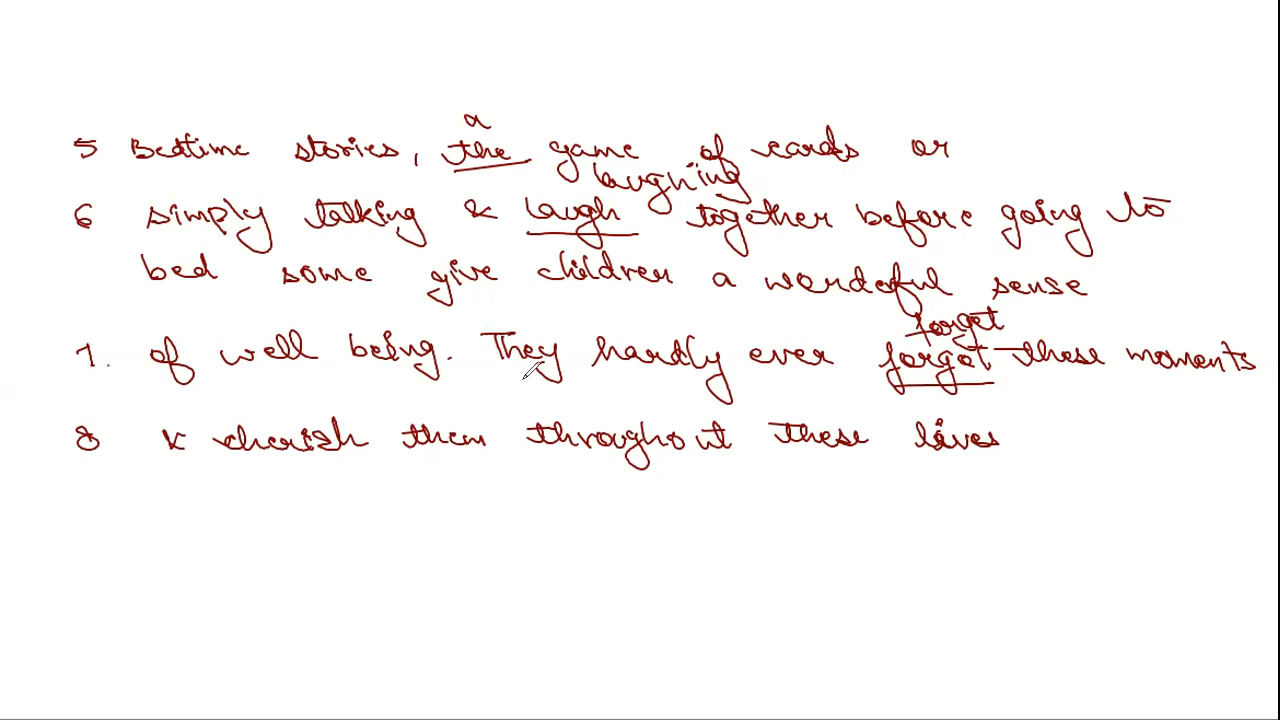 a
5 Bedtime stories, the game of cards or
laughing
6 simply talking & laugh together before going to
bed some give children a wonderful sense
forget
7. of well being. They hardly ever forgot these moments
8 & cherish them throughout these lives